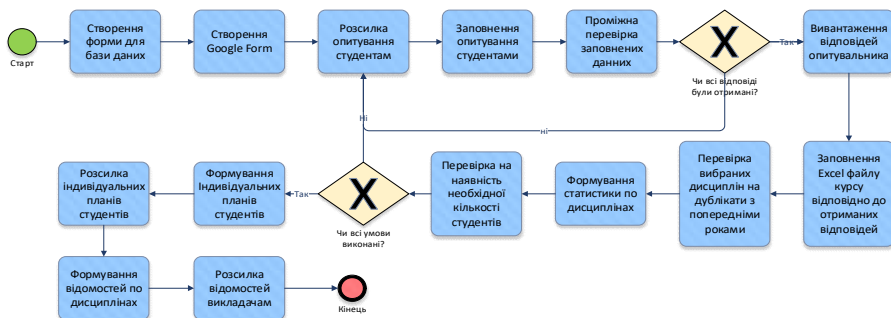 Старт
Створення
форми для
бази даних
Створення
Google Form
Розсилка
опитування
студентам
Заповнення
опитування
студентами
Проміжна
перевірка
заповнених
данних
Чи всі відповіді
були отримані?
Так
Вивантаження
відповідей
опитувальника
Ні
ні
Заповнення
Excel файлу
курсу
відповідно до
отриманих
відповідей
Перевірка
вибраних
дисциплін на
дублікати з
попередніми
роками
Формування
статистики по
дисциплінах
Перевірка на
наявність
необхідної
кількості
студентів
Чи всі умови
виконані?
Так
Формування
Індивідуальних
планів
студентів
Розсилка
індивідуальних
планів
студентів
Формування
відомостей по
дисциплінах
Розсилка
відомостей
викладачам
Кінець